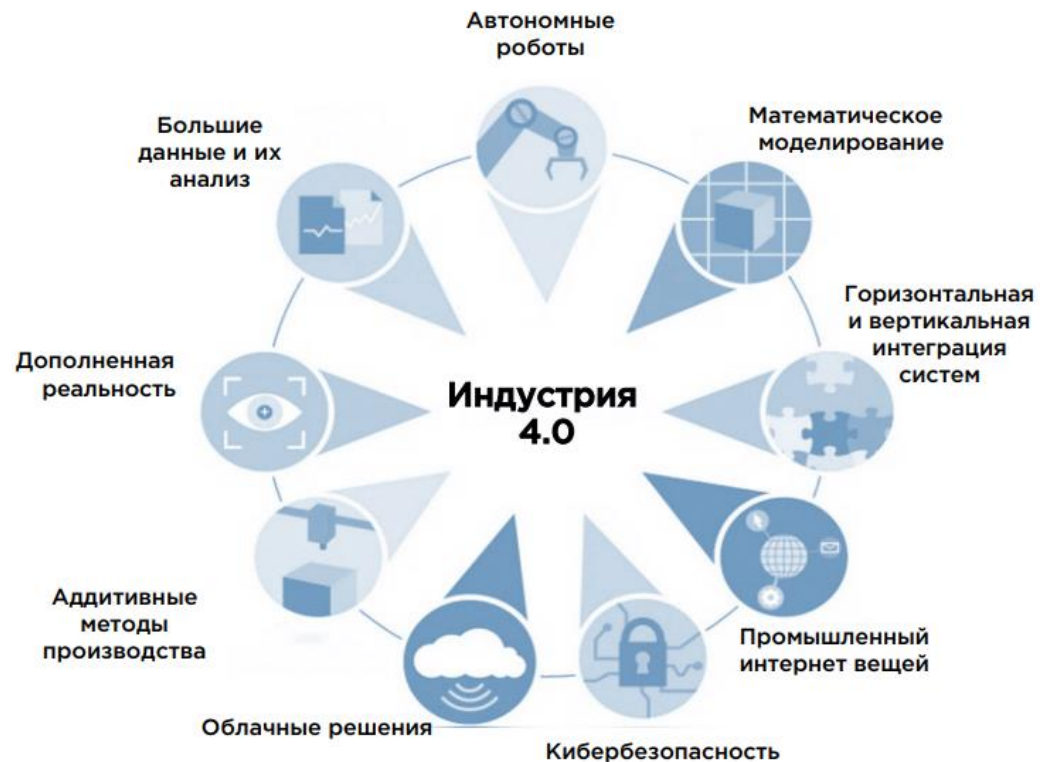 Автономные
роботы
Математическое
моделирование
Большие
данные и их
анализ
Горизонтальная
и вертикальная
интеграция
систем
Дополненная
реальность
Индустрия
4.0
Аддитивные
методы
производства
Промышленный
интернет вещей
Облачные решения
Кибербезопасность